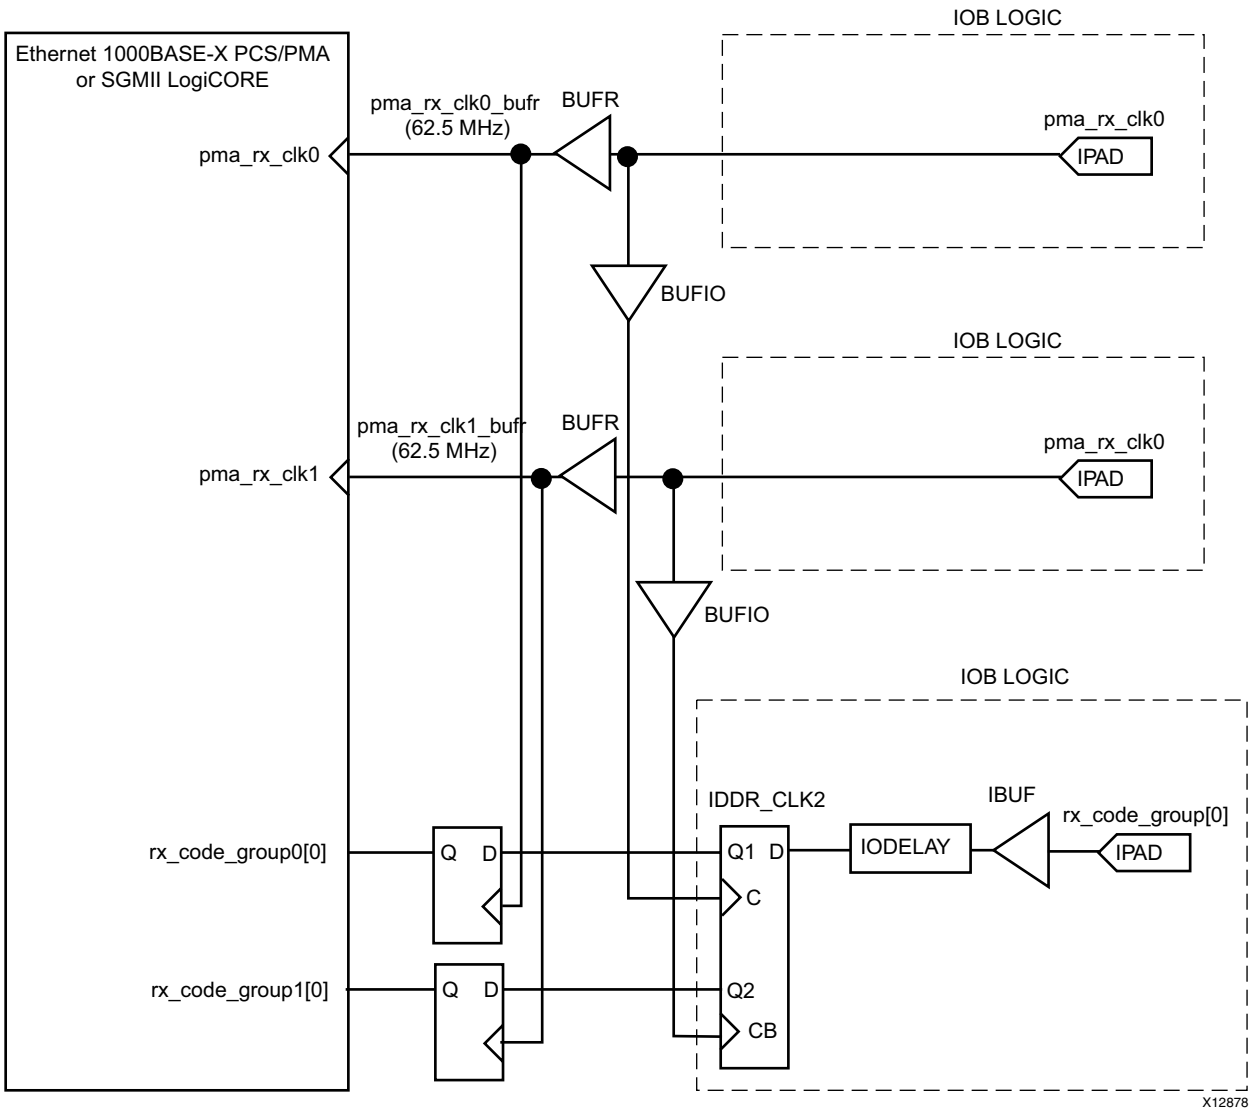 IOB LOGIC
Ethernet 1000BASE-X PCS/PMA
or SGMII LogiCORE
pma_rx_clk0_bufr
(62.5 MHz)
BUFR
pma_rx_clk0
pma_rx_clk0
IPAD
BUFIO
IOB LOGIC
pma_rx_clk1_bufr
(62.5 MHz)
BUFR
pma_rx_clk0
pma_rx_clk1
IPAD
BUFIO
IOB LOGIC
IDDR_CLK2
IBUF
rx_code_group[0]
rx_code_group0[0]
Q D
Q1 D
IODELAY
IPAD
C
rx_code_group1[0]
Q D
Q2
CB
X12878